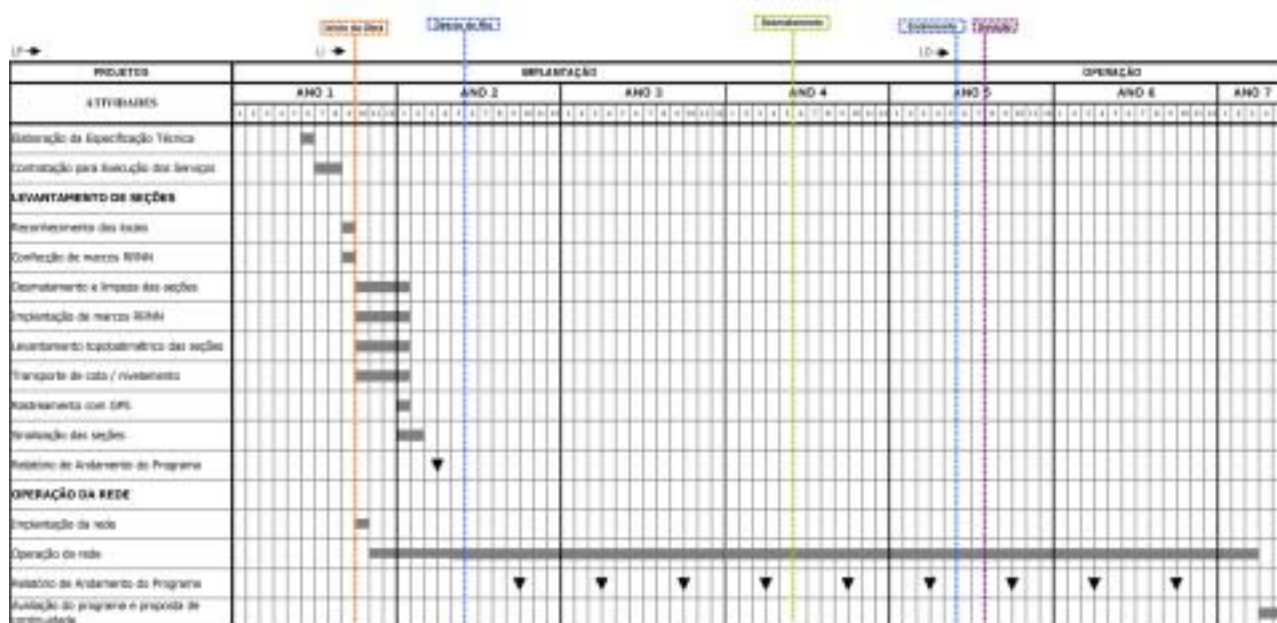 Início da Obra
Desvio do Rio
Desmatamento
Enchimento
Geração
LP
LI
LO
PROJETOS
IMPLANTAÇÃO
OPERAÇÃO
ATIVIDADES
ANO 1
ANO 2
ANO 3
ANO 4
ANO 5
ANO 6
ANO 7
Elaboração da Especificação Técnica
Contratação para Execução dos Serviços
LEVANTAMENTO DE SEÇÕES
Reconhecimento dos locais
Confecção de marcos RRNN
Desmatamento e limpeza das seções
Implantação de marcos RRNN
Levantamento topobatimétrico das seções
Transporte de cota / nivelamento
Rastreamento com GPS
Sinalização das seções
Relatório de Andamento do Programa
OPERAÇÃO DA REDE
Implantação da rede
Operação de rede
Relatório de Andamento do Programa
Avaliação do programa e proposta de
continuidade